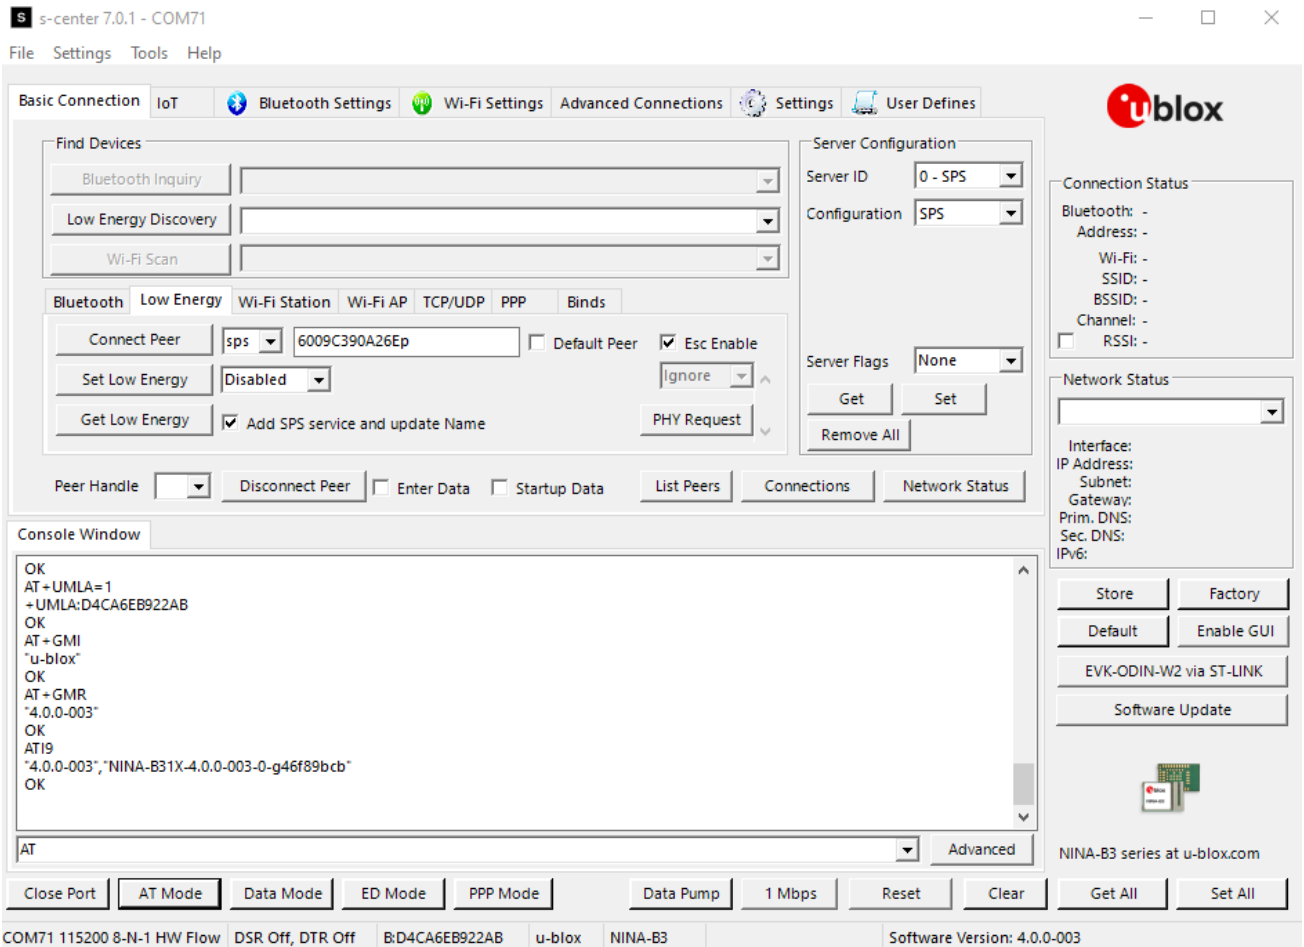 s-center 7.0.1 - COM71
File Settings Tools Help
Basic Connection IoT Bluetooth Settings Wi-Fi Settings Advanced Connections Settings User Defines
ublox
Find Devices
Bluetooth Inquiry
Low Energy Discovery
Wi-Fi Scan
Server Configuration
Server ID 0 - SPS
Configuration SPS
Server Flags None
Get Set
Remove All
Bluetooth Low Energy Wi-Fi Station Wi-Fi AP TCP/UDP PPP Binds
Connect Peer sps 6009C390A26Ep Default Peer Esc Enable
Set Low Energy Disabled Ignore
Get Low Energy Add SPS service and update Name PHY Request
Peer Handle Disconnect Peer Enter Data Startup Data List Peers Connections Network Status
Connection Status
Bluetooth: -
Address: -
Wi-Fi: -
SSID: -
BSSID: -
Channel: -
RSSI: -
Network Status
Interface:
IP Address:
Subnet:
Gateway:
Prim. DNS:
Sec. DNS:
IPv6:
Console Window
OK
AT+UMLA=1
+UMLA:D4CA6EB922AB
OK
AT+GMI
"u-blox"
OK
AT+GMR
"4.0.0-003"
OK
ATI9
"4.0.0-003","NINA-B31X-4.0.0-003-0-g46f89bcb"
OK
AT Advanced
Store Factory
Default Enable GUI
EVK-ODIN-W2 via ST-LINK
Software Update
NINA-B3 series at u-blox.com
Close Port AT Mode Data Mode ED Mode PPP Mode Data Pump 1 Mbps Reset Clear Get All Set All
COM71 115200 8-N-1 HW Flow DSR Off, DTR Off B:D4CA6EB922AB u-blox NINA-B3 Software Version: 4.0.0-003